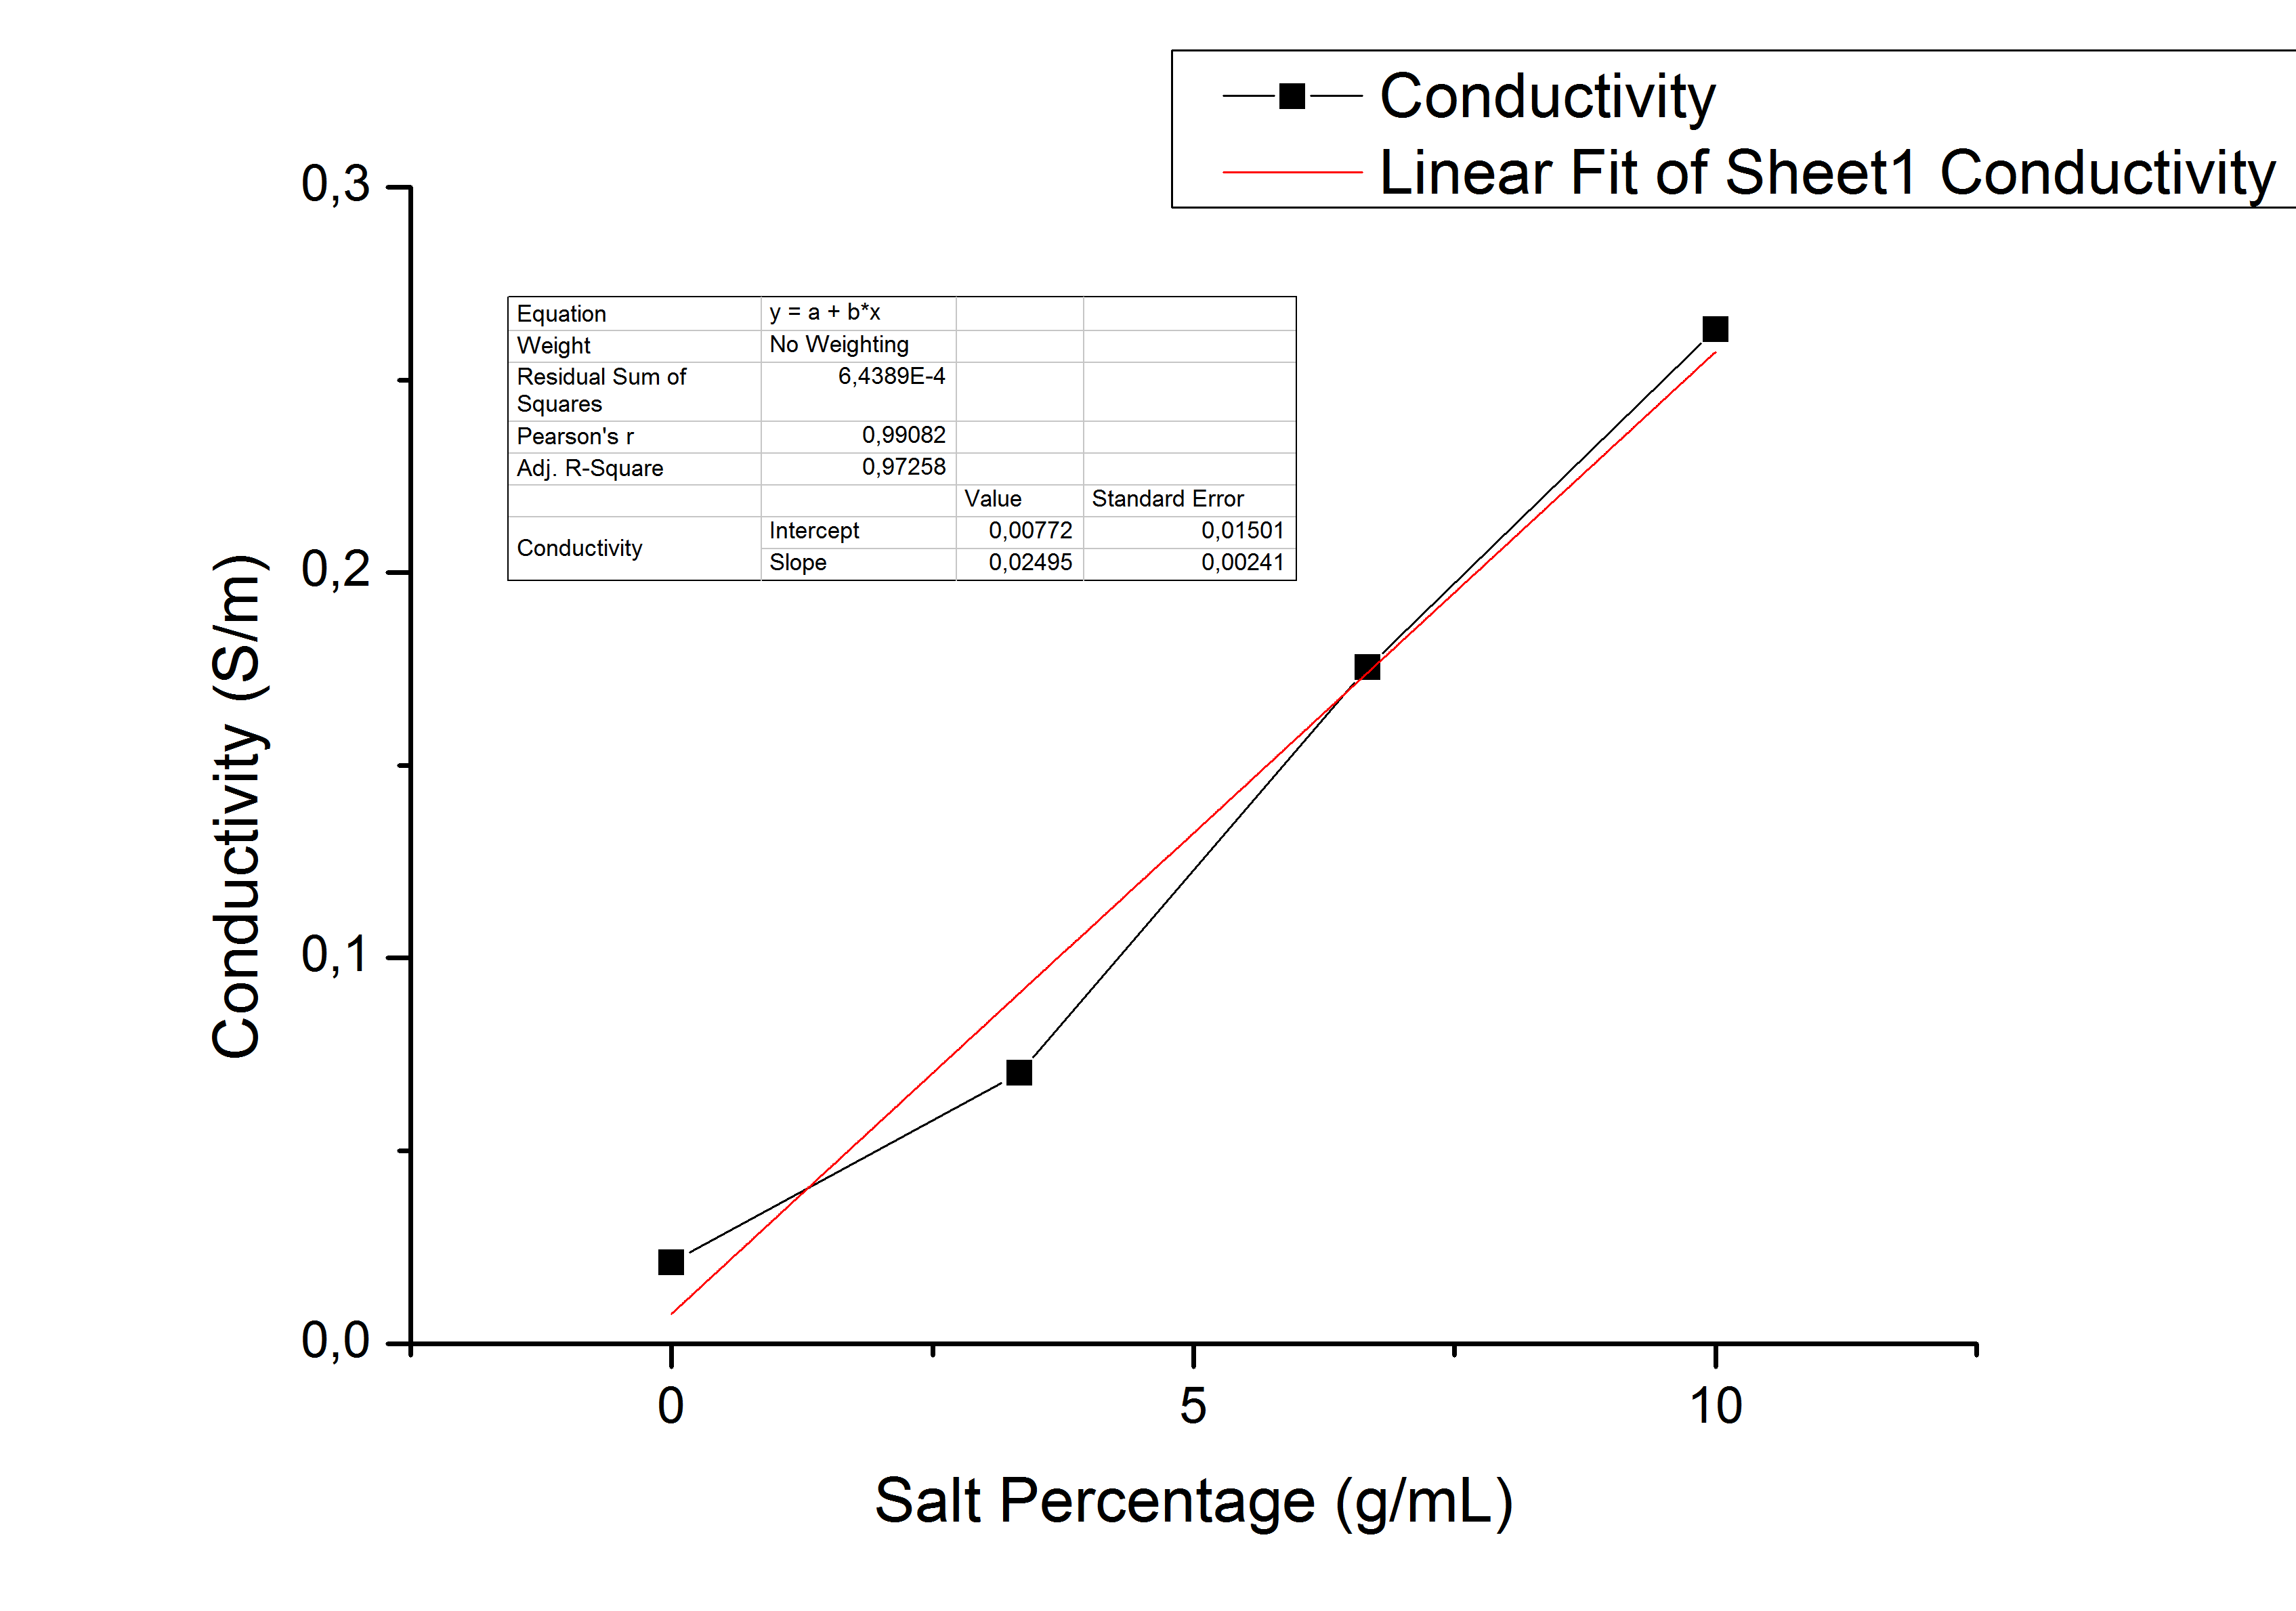 Conductivity
Linear Fit of Sheet1 Conductivity
0,3
Equation y = a + b*x
Weight No Weighting
Residual Sum of
Squares 6,4389E-4
Pearson's r 0,99082
Adj. R-Square 0,97258
Value Standard Error
Conductivity Intercept 0,00772 0,01501
Slope 0,02495 0,00241
0,2
0,1
0,0
Conductivity (S/m)
0 5 10
Salt Percentage (g/mL)